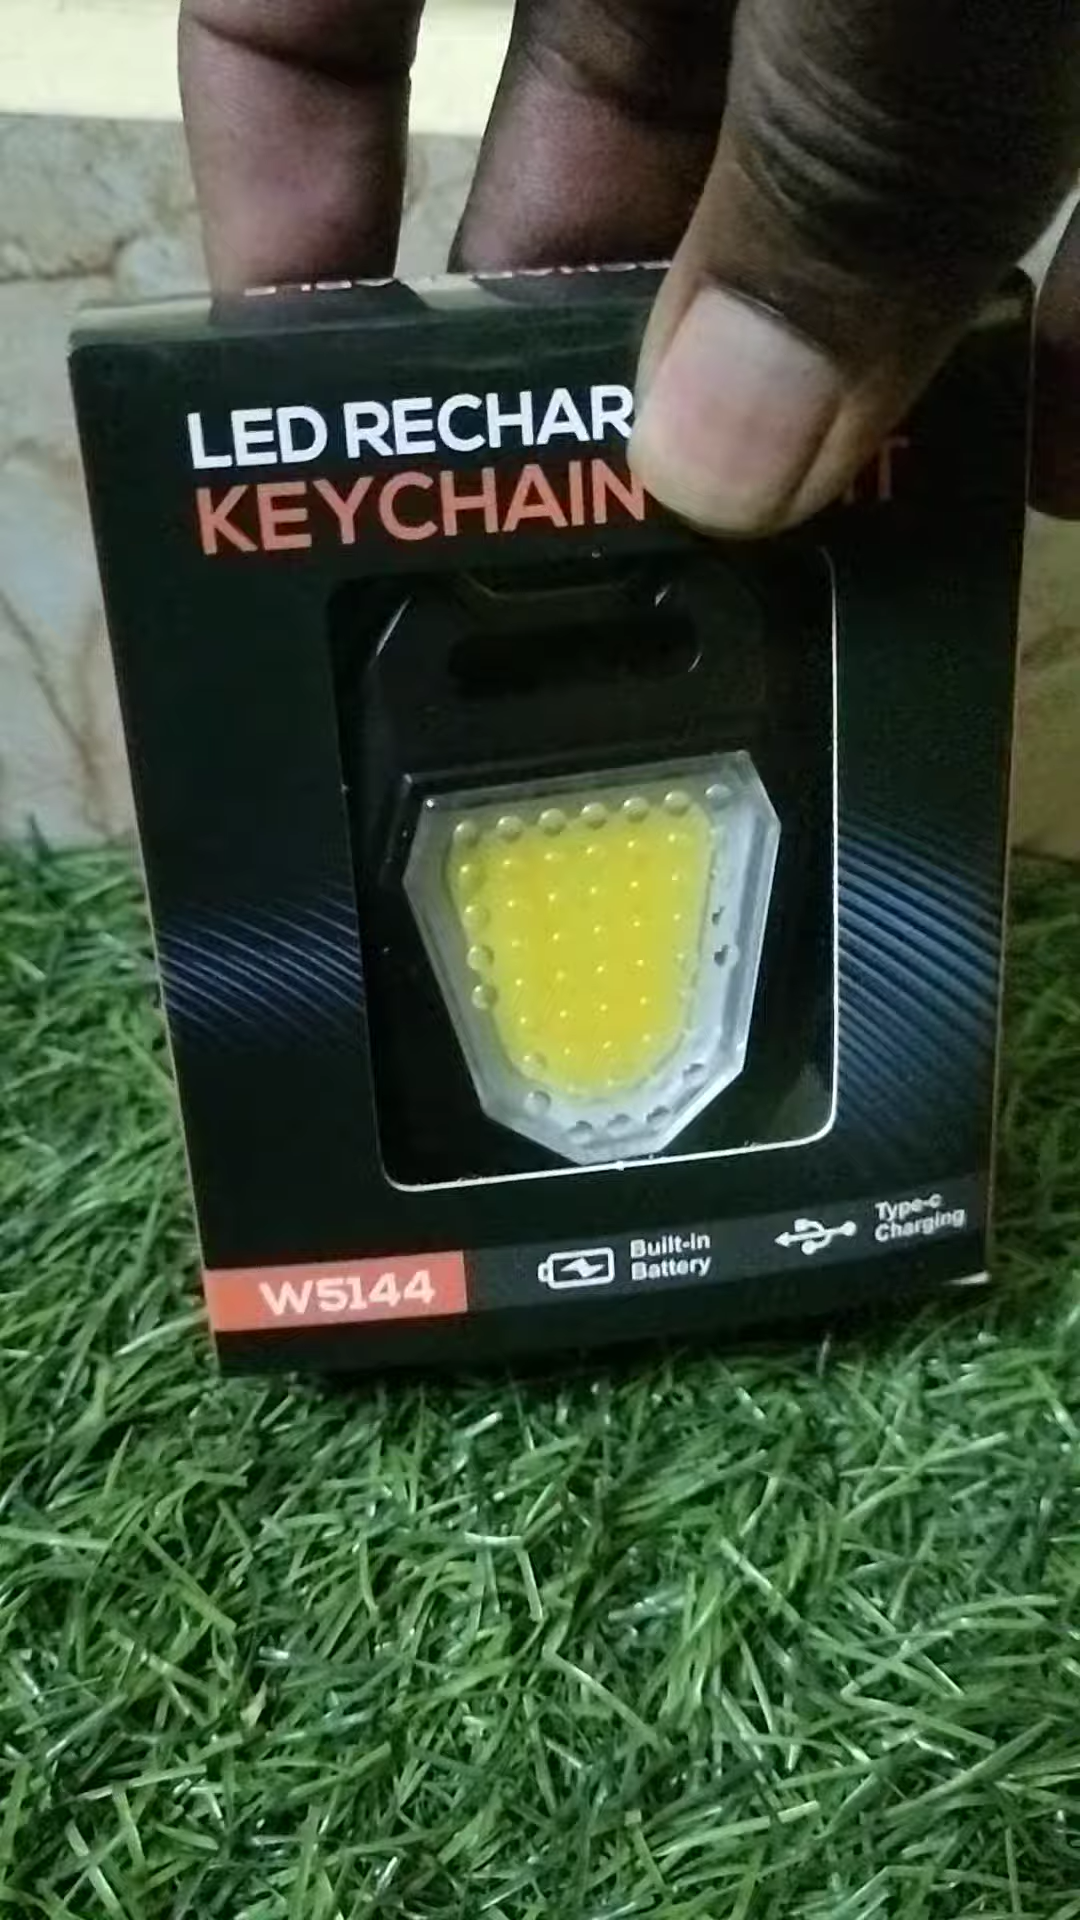 LED RECHAR
KEYCHAIN
W5144
Built-in
Battery
Type-c
Charging